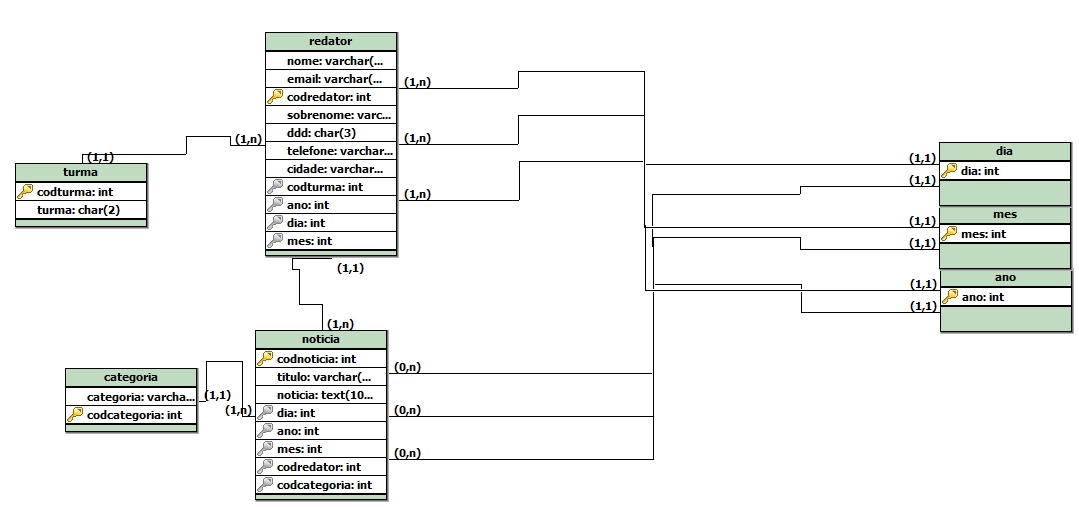 redator
nome: varchar(...
email: varchar(...
codredator: int
sobrenome: varc...
ddd: char(3)
telefone: varchar...
cidade: varchar...
codturma: int
ano: int
dia: int
mes: int
(1,n)
(1,n)
(1,n)
(1,n)
(1,1)
turma
codturma: int
turma: char(2)
(1,1)
dia
dia: int
(1,1)
(1,1)
mes
mes: int
(1,1)
(1,1)
ano
ano: int
(1,1)
(1,1)
(1,1)
(1,n)
noticia
codnoticia: int
titulo: varchar(...
noticia: text(10...
dia: int
ano: int
mes: int
codredator: int
codcategoria: int
(0,n)
(0,n)
(0,n)
categoria
categoria: varcha...
codcategoria: int
(1,1)
(1,n)